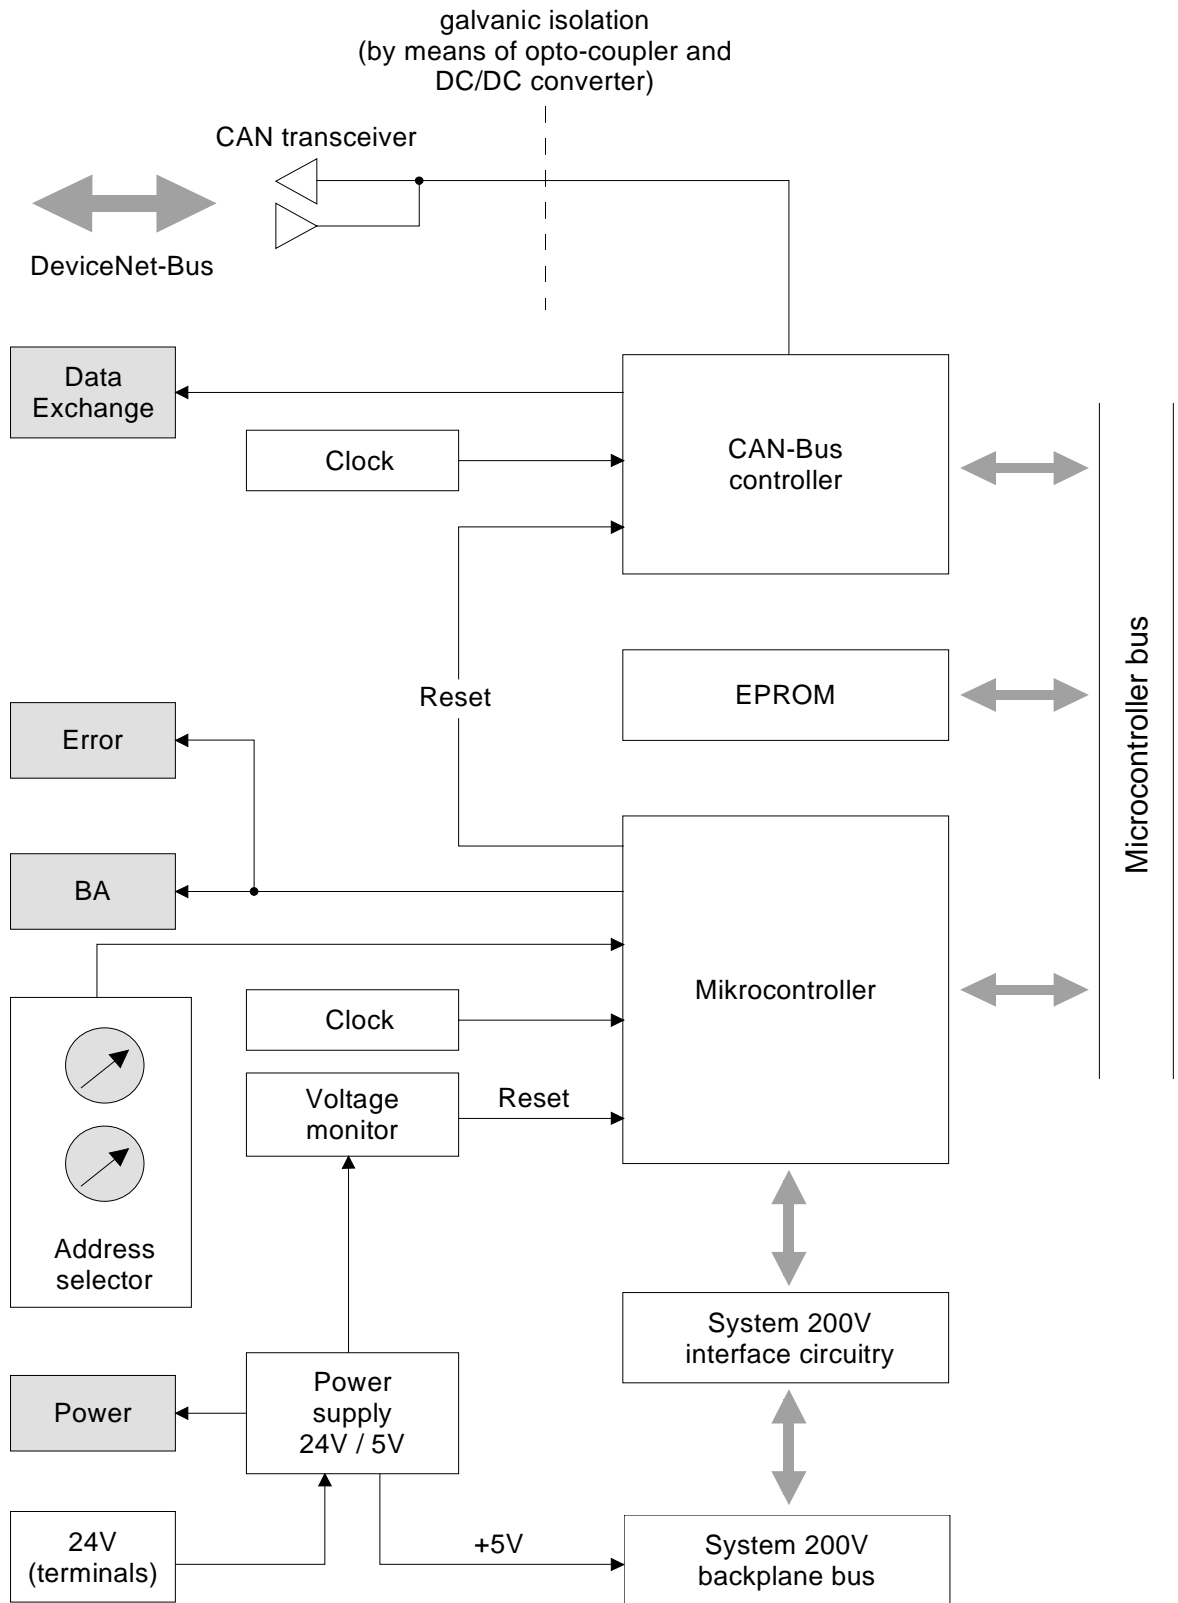 galvanic isolation
(by means of opto-coupler and
DC/DC converter)
CAN transceiver
DeviceNet-Bus
Data
Exchange
Clock
CAN-Bus
controller
Microcontroller bus
Reset
EPROM
Error
BA
Mikrocontroller
Clock
Voltage
monitor
Reset
Address
selector
System 200V
interface circuitry
Power
Power
supply
24V / 5V
24V
(terminals)
+5V
System 200V
backplane bus